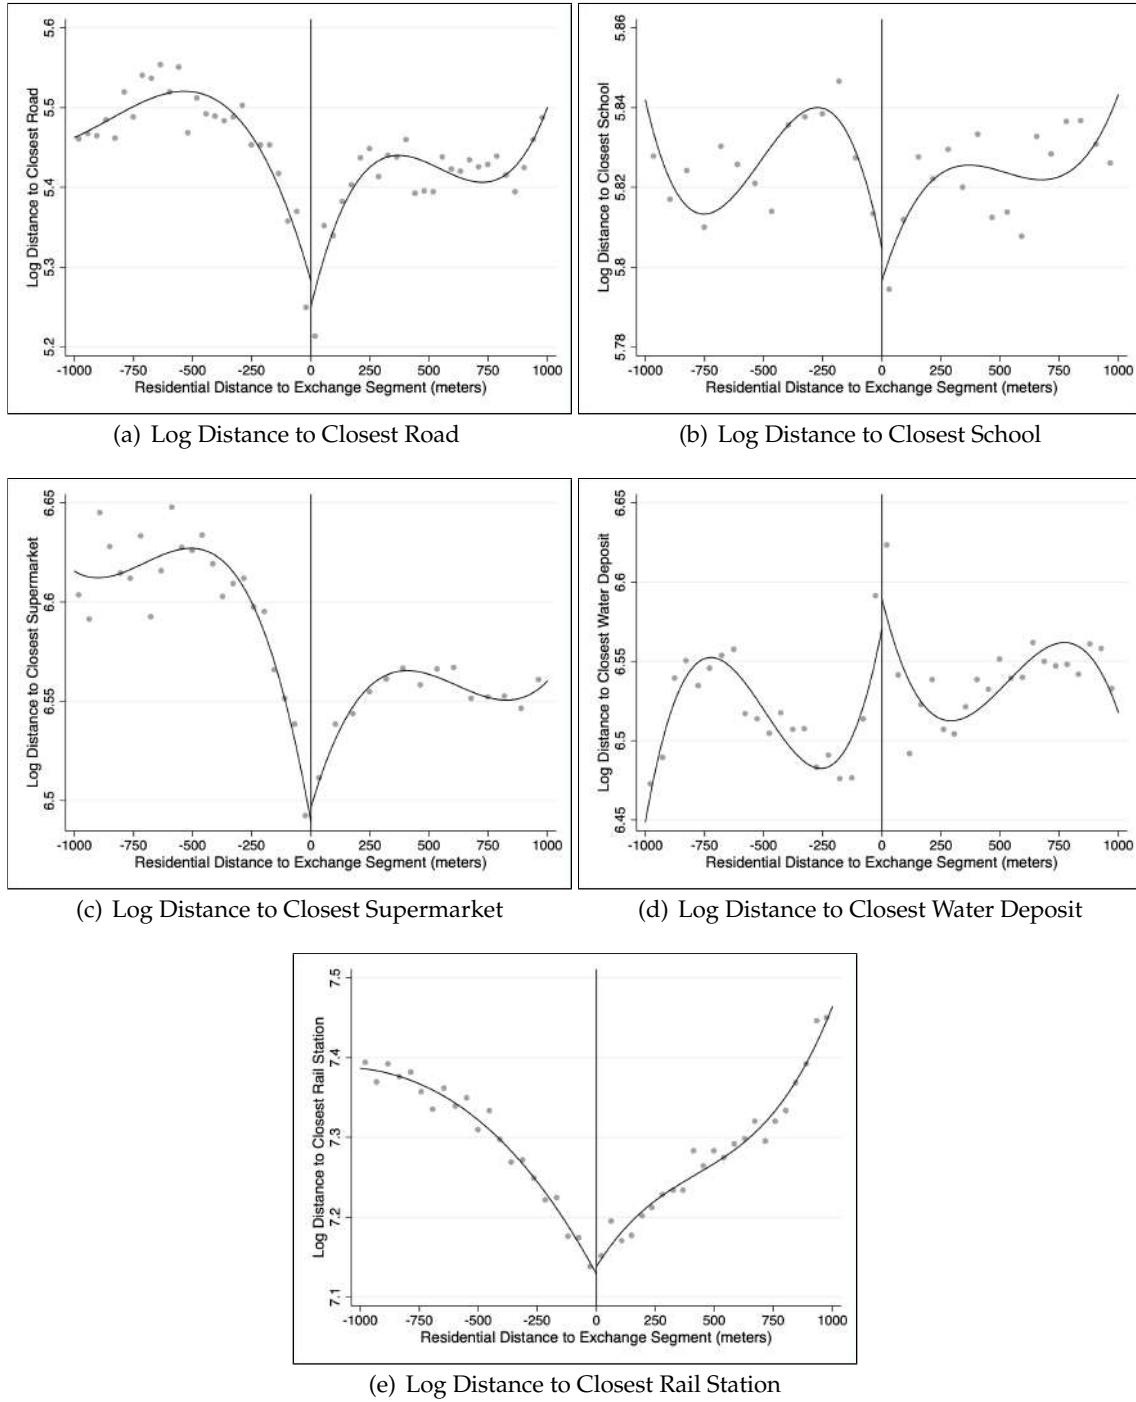 5.6
5.5
5.4
5.3
5.2
Log Distance to Closest Road
-1000 -750 -500 -250 0 250 500 750 1000
Residential Distance to Exchange Segment (meters)
(a) Log Distance to Closest Road
5.86
5.84
5.82
5.8
5.78
Log Distance to Closest School
-1000 -750 -500 -250 0 250 500 750 1000
Residential Distance to Exchange Segment (meters)
(b) Log Distance to Closest School
6.65
6.6
6.55
6.5
Log Distance to Closest Supermarket
-1000 -750 -500 -250 0 250 500 750 1000
Residential Distance to Exchange Segment (meters)
(c) Log Distance to Closest Supermarket
6.65
6.6
6.55
6.5
6.45
Log Distance to Closest Water Deposit
-1000 -750 -500 -250 0 250 500 750 1000
Residential Distance to Exchange Segment (meters)
(d) Log Distance to Closest Water Deposit
7.5
7.4
7.3
7.2
7.1
Log Distance to Closest Rail Station
-1000 -750 -500 -250 0 250 500 750 1000
Residential Distance to Exchange Segment (meters)
(e) Log Distance to Closest Rail Station